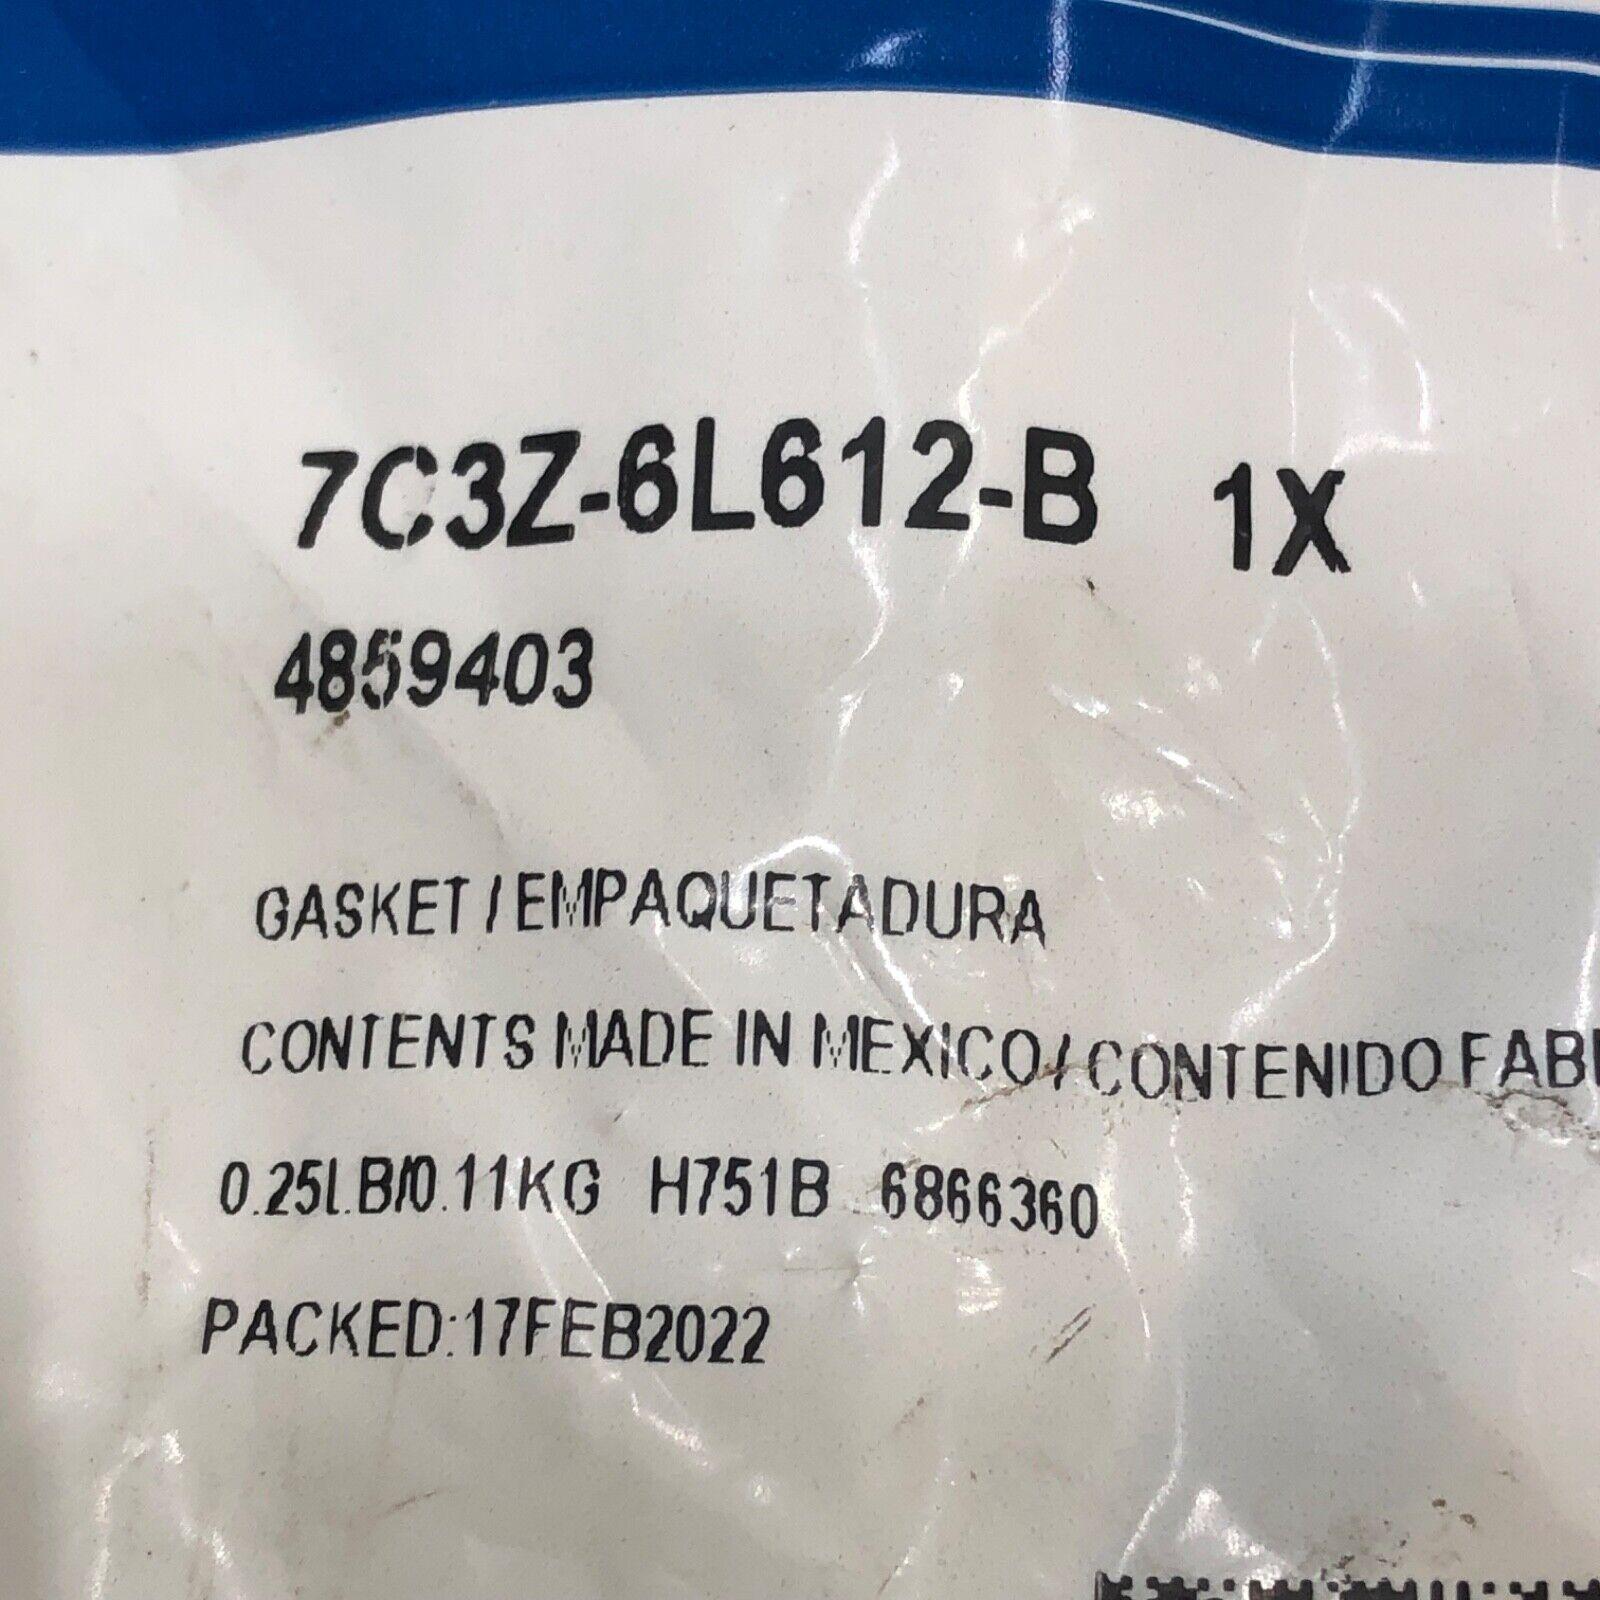 7C3Z-6L612-B 1X
4859403
GASKET / EMPAQUETADURA
CONTENTS MADE IN MEXICO / CONTENIDO FABR
0.25LB/0.11KG H751B 6866360
PACKED:17FEB2022